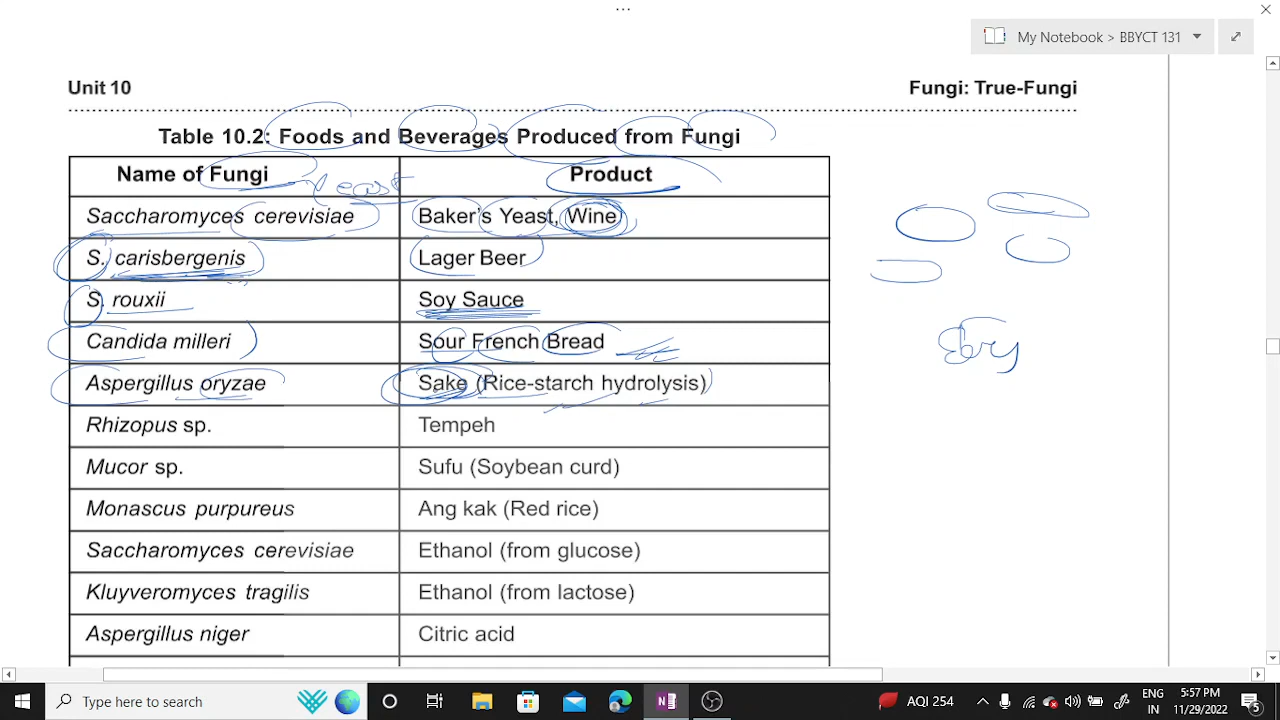 My Notebook > BBYCT 131
Unit 10 Fungi: True-Fungi
Table 10.2: Foods and Beverages Produced from Fungi
Name of Fungi Product
yeast
Saccharomyces cerevisiae Baker's Yeast, Wine
S. carisbergenis Lager Beer
S. rouxii Soy Sauce
Candida milleri Sour French Bread
Aspergillus oryzae Sake (Rice-starch hydrolysis)
Rhizopus sp. Tempeh
Mucor sp. Sufu (Soybean curd)
Monascus purpureus Ang kak (Red rice)
Saccharomyces cerevisiae Ethanol (from glucose)
Kluyveromyces tragilis Ethanol (from lactose)
Aspergillus niger Citric acid
Type here to search AQI 254 ENG IN 5:57 PM 11/29/2022 5